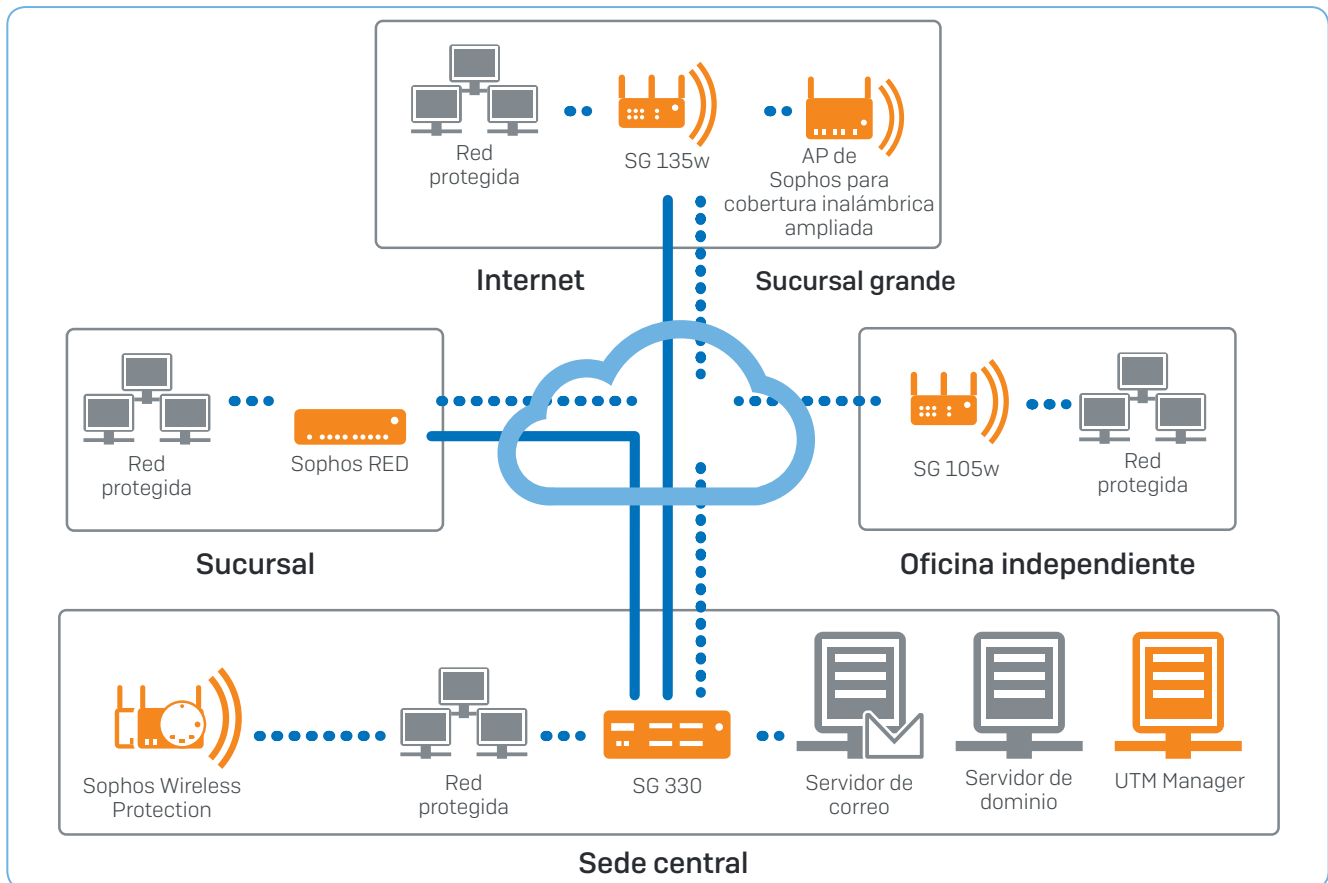 Red
protegida
SG 135w
AP de
Sophos para
cobertura inalámbrica
ampliada
Internet
Sucursal grande
Red
protegida
Sophos RED
Sucursal
SG 105w
Red
protegida
Oficina independiente
Sophos Wireless
Protection
Red
protegida
SG 330
Servidor de
correo
Servidor de
dominio
UTM Manager
Sede central